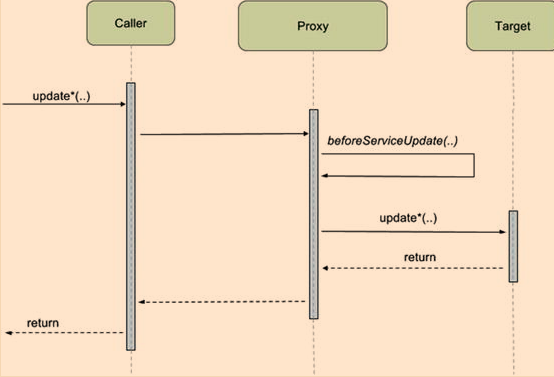 Caller
Proxy
Target
update*(..)
beforeServiceUpdate(..)
update*(..)
return
return